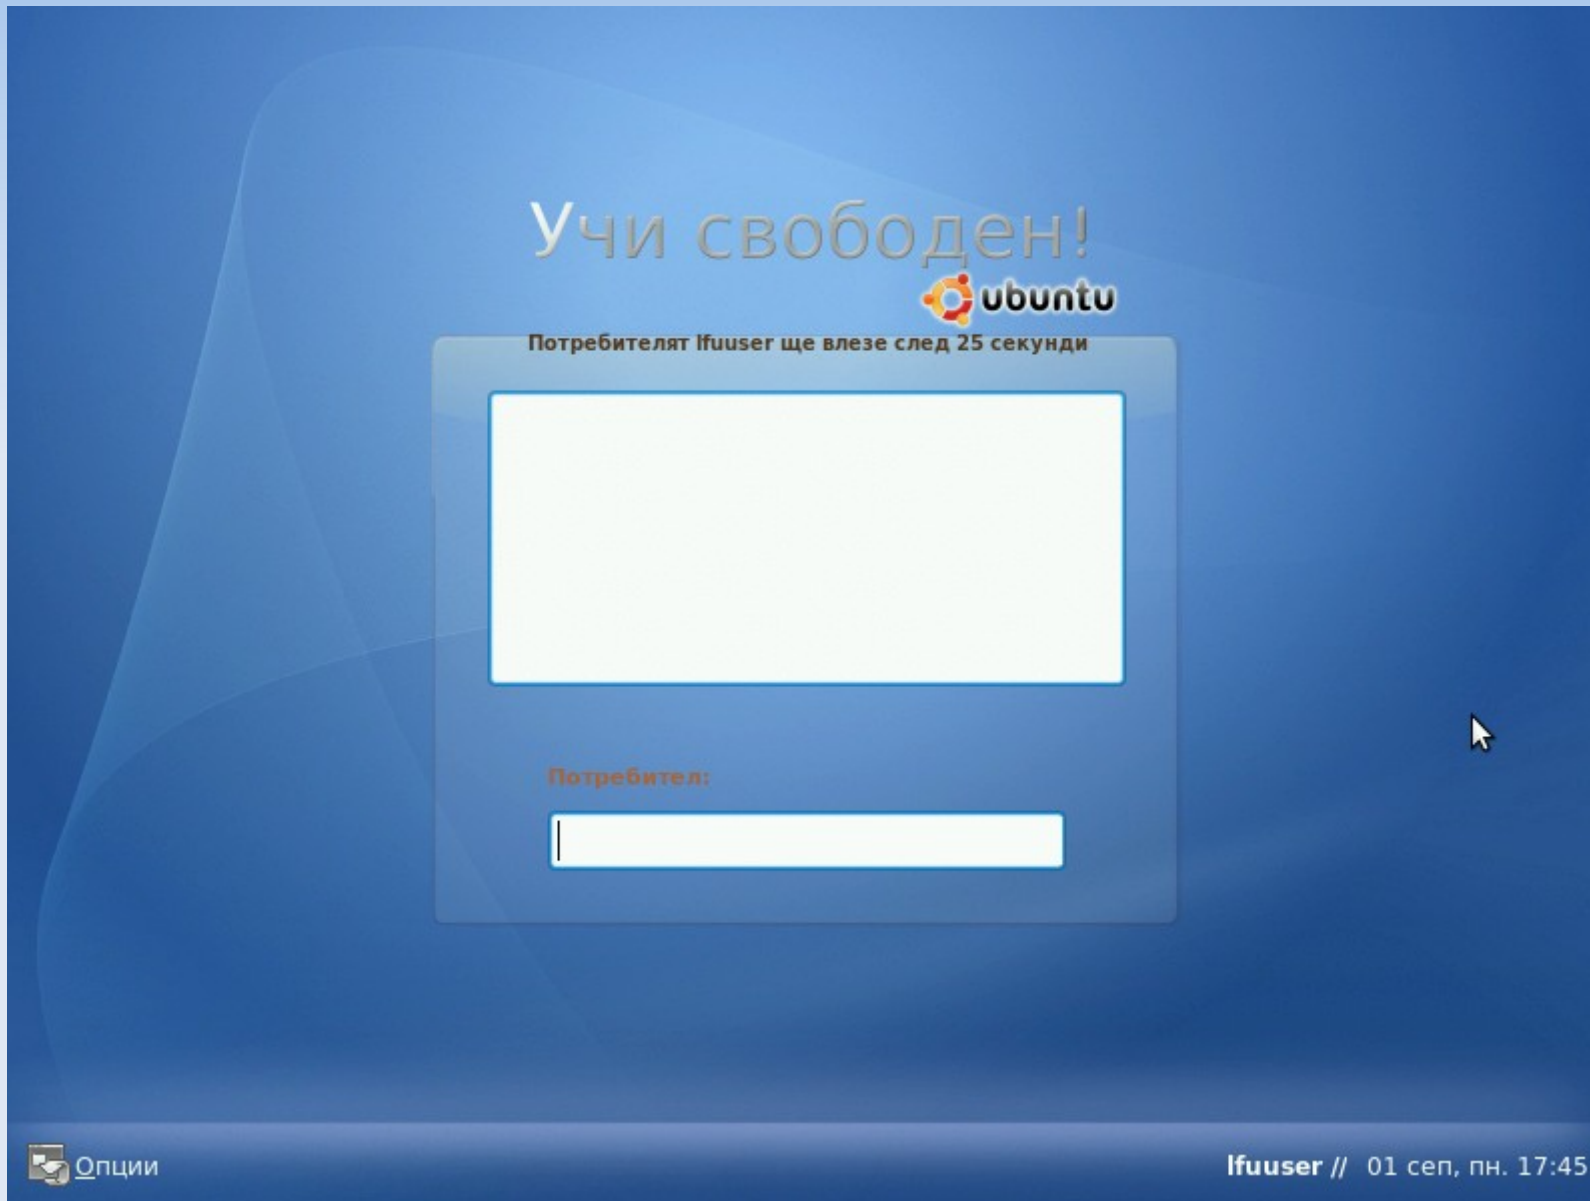 Учи свободен!
ubuntu
Потребителят lfuuser ще влезе след 25 секунди
Потребител:
Опции
lfuuser // 01 сеп, пн. 17:45